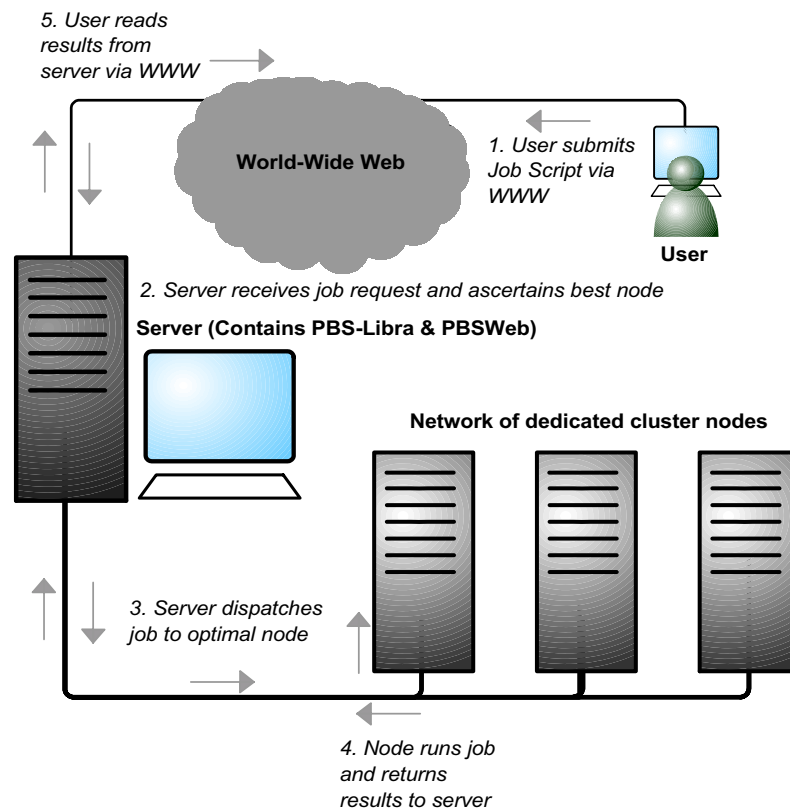 5. User reads
results from
server via WWW
World-Wide Web
1. User submits
Job Script via
WWW
User
2. Server receives job request and ascertains best node
Server (Contains PBS-Libra & PBSWeb)
Network of dedicated cluster nodes
3. Server dispatches
job to optimal node
4. Node runs job
and returns
results to server